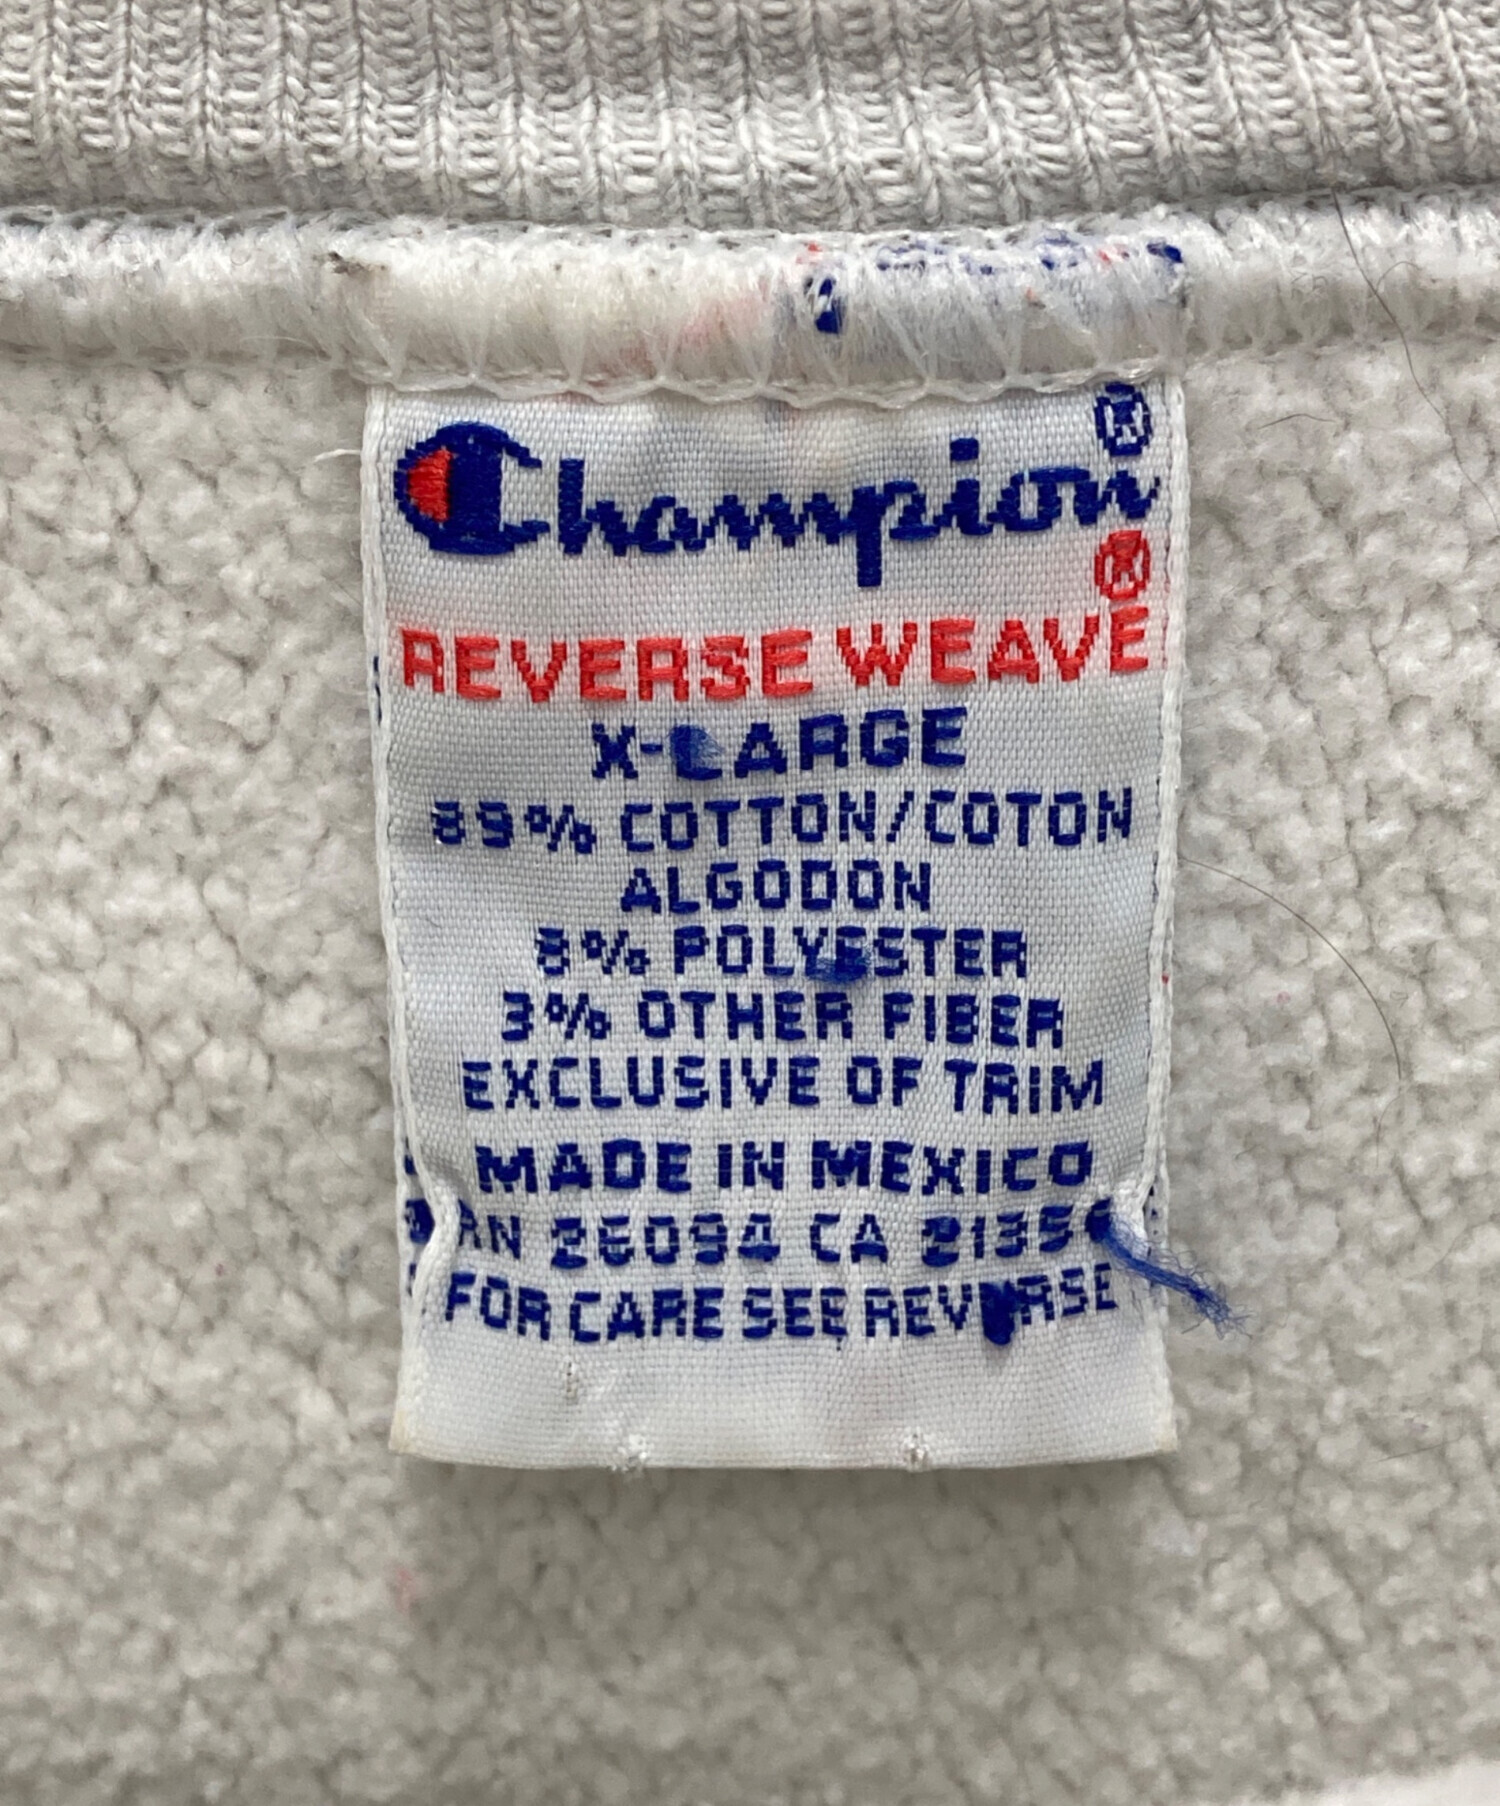 Champion®
®
REVERSE WEAVE
X-LARGE
89% COTTON/COTON
ALGODON
8% POLYESTER
3% OTHER FIBER
EXCLUSIVE OF TRIM
MADE IN MEXICO
RN 26094 CA
FOR CARE SEE REVERSE